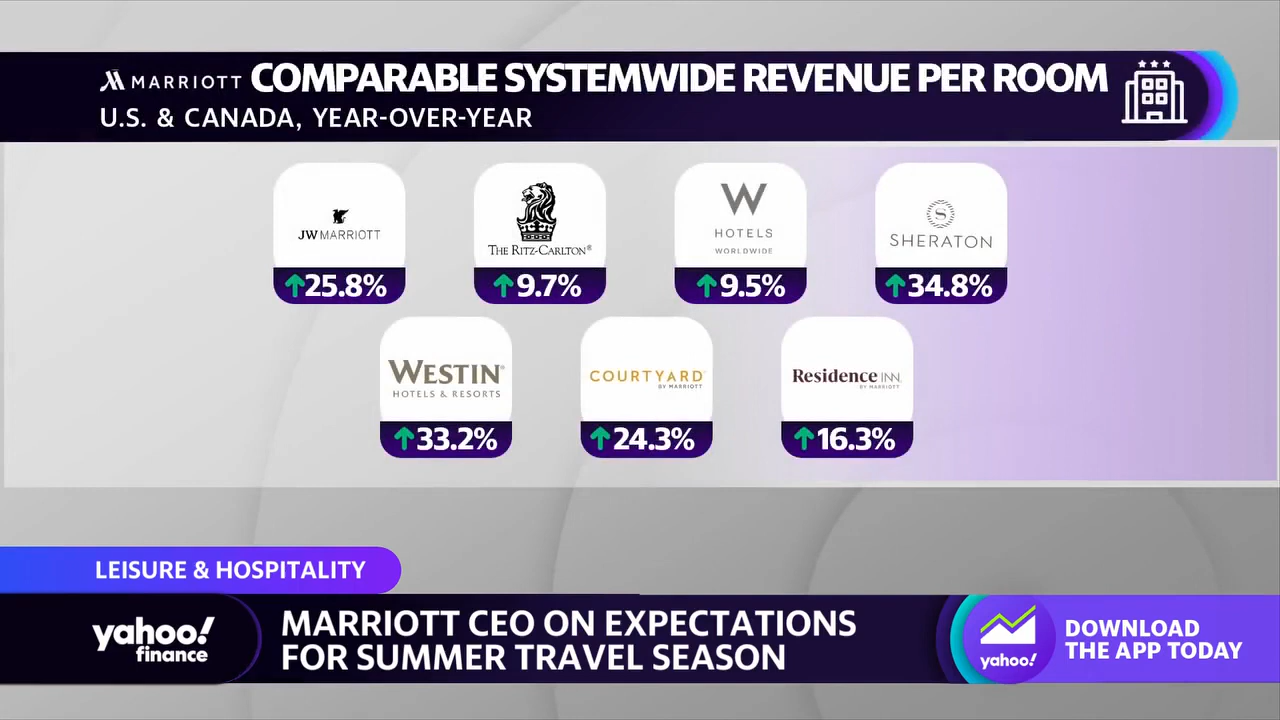 MARRIOTT COMPARABLE SYSTEMWIDE REVENUE PER ROOM
U.S. & CANADA, YEAR-OVER-YEAR
JW MARRIOTT
↑25.8%
THE RITZ-CARLTON®
↑9.7%
W
HOTELS
WORLDWIDE
↑9.5%
S
SHERATON
↑34.8%
WESTIN®
HOTELS & RESORTS
↑33.2%
COURTYARD™
BY MARRIOTT
↑24.3%
Residence INN.
BY MARRIOTT
↑16.3%
LEISURE & HOSPITALITY
yahoo!
finance
MARRIOTT CEO ON EXPECTATIONS
FOR SUMMER TRAVEL SEASON
yahoo!
DOWNLOAD
THE APP TODAY